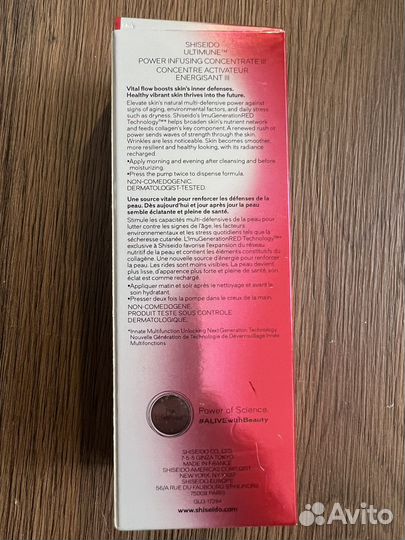 SHISEIDO
ULTIMUNE™
POWER INFUSING CONCENTRATE III
CONCENTRÉ ACTIVATEUR
ÉNERGISANT III
Vital flow boosts skin's inner defenses.
Healthy vibrant skin thrives into the future.
Elevate skin's natural multi-defensive power against
signs of aging, environmental factors, and daily stress
such as dryness. Shiseido's ImuGenerationRED
Technology™* helps broaden skin's nutrient network
and feeds collagen's key component. A renewed rush of
power sends waves of strength through the skin.
Wrinkles are less noticeable. Skin becomes smoother,
more resilient and healthy looking, with its radiance
recharged.
•Apply morning and evening after cleansing and before
moisturizing.
•Press the pump twice to dispense formula.
NON-COMEDOGENIC.
DERMATOLOGIST-TESTED.
Une source vitale pour renforcer les défenses de la
peau. Dès aujourd'hui et jour après jour la peau
semble éclatante et pleine de santé.
Stimule les capacités multi-défensives de la peau pour
lutter contre les signes de l'âge, les facteurs
environnementaux et les stress quotidiens tels que la
sécheresse cutanée. L'ImuGenerationRED Technology™*
exclusive à Shiseido favorise l'expansion du réseau
nutritif de la peau et contient les éléments constitutifs du
collagène. Une nouvelle source d'énergie pour renforcer
la peau. Les rides sont moins visibles. La peau devient
plus lisse, d'apparence plus forte et pleine de santé, son
éclat est comme rechargé.
•Appliquer matin et soir après le nettoyage et avant le
soin hydratant.
•Presser deux fois la pompe dans le creux de la main.
NON-COMÉDOGÈNE.
PRODUIT TESTÉ SOUS CONTRÔLE
DERMATOLOGIQUE.
*Innate Multifunction Unlocking Next Generation Technology
Nouvelle Génération de Technologie de Déverrouillage Innée
Multifonctions
Power of Science.
#ALIVEwithBeauty
SHISEIDO CO., LTD.
7-5-5 GINZA TOKYO
MADE IN FRANCE
SHISEIDO AMERICAS CORP. DIST.
NEW YORK, NY
SHISEIDO EUROPE
56/A RUE DU FAUBOURG ST-HONORÉ
75008 PARIS
www.shiseido.com
Avito